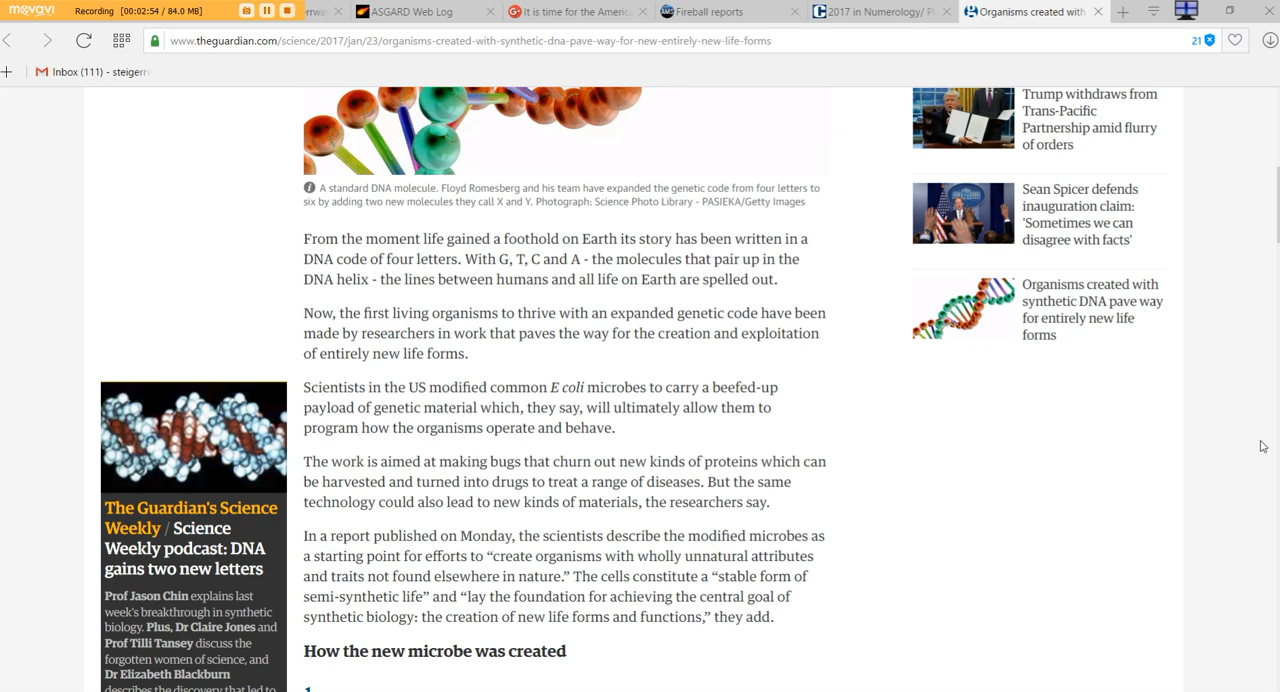 movavi Recording [00:02:54 / 84.0 MB]
ASGARD Web Log
It is time for the America
Fireball reports
2017 in Numerology/
Organisms created with
www.theguardian.com/science/2017/jan/23/organisms-created-with-synthetic-dna-pave-way-for-new-entirely-new-life-forms
21
Inbox (111) - steigern
A standard DNA molecule. Floyd Romesberg and his team have expanded the genetic code from four letters to
six by adding two new molecules they call X and Y. Photograph: Science Photo Library - PASIEKA/Getty Images
From the moment life gained a foothold on Earth its story has been written in a
DNA code of four letters. With G, T, C and A - the molecules that pair up in the
DNA helix - the lines between humans and all life on Earth are spelled out.
Now, the first living organisms to thrive with an expanded genetic code have been
made by researchers in work that paves the way for the creation and exploitation
of entirely new life forms.
Scientists in the US modified common E coli microbes to carry a beefed-up
payload of genetic material which, they say, will ultimately allow them to
program how the organisms operate and behave.
The work is aimed at making bugs that churn out new kinds of proteins which can
be harvested and turned into drugs to treat a range of diseases. But the same
technology could also lead to new kinds of materials, the researchers say.
In a report published on Monday, the scientists describe the modified microbes as
a starting point for efforts to “create organisms with wholly unnatural attributes
and traits not found elsewhere in nature.” The cells constitute a “stable form of
semi-synthetic life” and “lay the foundation for achieving the central goal of
synthetic biology: the creation of new life forms and functions,” they add.
How the new microbe was created
The Guardian's Science
Weekly / Science
Weekly podcast: DNA
gains two new letters
Prof Jason Chin explains last
week's breakthrough in synthetic
biology. Plus, Dr Claire Jones and
Prof Tilli Tansey discuss the
forgotten women of science, and
Dr Elizabeth Blackburn
describes the discovery that led to
Trump withdraws from
Trans-Pacific
Partnership amid flurry
of orders
Sean Spicer defends
inauguration claim:
'Sometimes we can
disagree with facts'
Organisms created with
synthetic DNA pave way
for entirely new life
forms